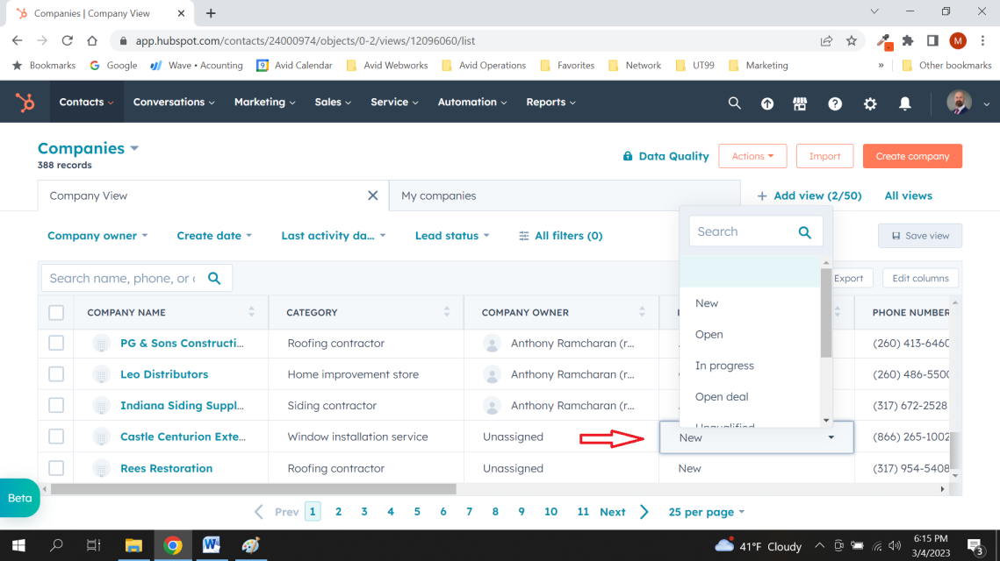 Companies | Company View
app.hubspot.com/contacts/24000974/objects/0-2/views/12096060/list
M
Bookmarks Google Wave • Acounting Avid Calendar Avid Webworks Avid Operations Favorites Network UT99 Marketing » Other bookmarks
Contacts Conversations Marketing Sales Service Automation Reports
Companies
388 records
Data Quality Actions Import Create company
Company View My companies + Add view (2/50) All views
Company owner Create date Last activity da... Lead status All filters (0) Save view
Search
Search name, phone, or Export Edit columns
COMPANY NAME CATEGORY COMPANY OWNER PHONE NUMBER
New
Open
In progress
Open deal
Unqualified
PG & Sons Constructi... Roofing contractor Anthony Ramcharan (r... (260) 413-6460
Leo Distributors Home improvement store Anthony Ramcharan (r... (260) 486-5500
Indiana Siding Suppl... Siding contractor Anthony Ramcharan (r... (317) 672-2528
Castle Centurion Exte... Window installation service Unassigned New (866) 265-1002
Rees Restoration Roofing contractor Unassigned New (317) 954-5408
Beta
Prev 1 2 3 4 5 6 7 8 9 10 11 Next 25 per page
41°F Cloudy
6:15 PM
3/4/2023
3